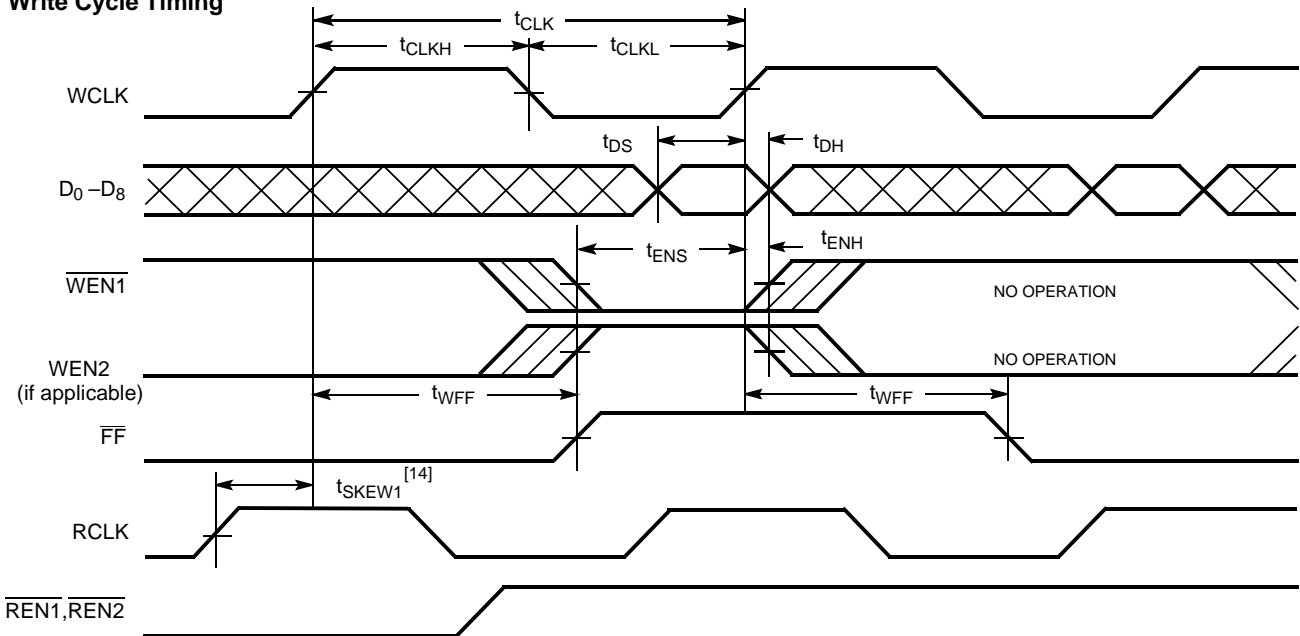 Write Cycle Timing
tCLK
tCLKH
tCLKL
WCLK
tDS
tDH
D0 –D8
tENS
tENH
WEN1
NO OPERATION
WEN2
(if applicable)
NO OPERATION
tWFF
tWFF
FF
tSKEW1[14]
RCLK
REN1,REN2